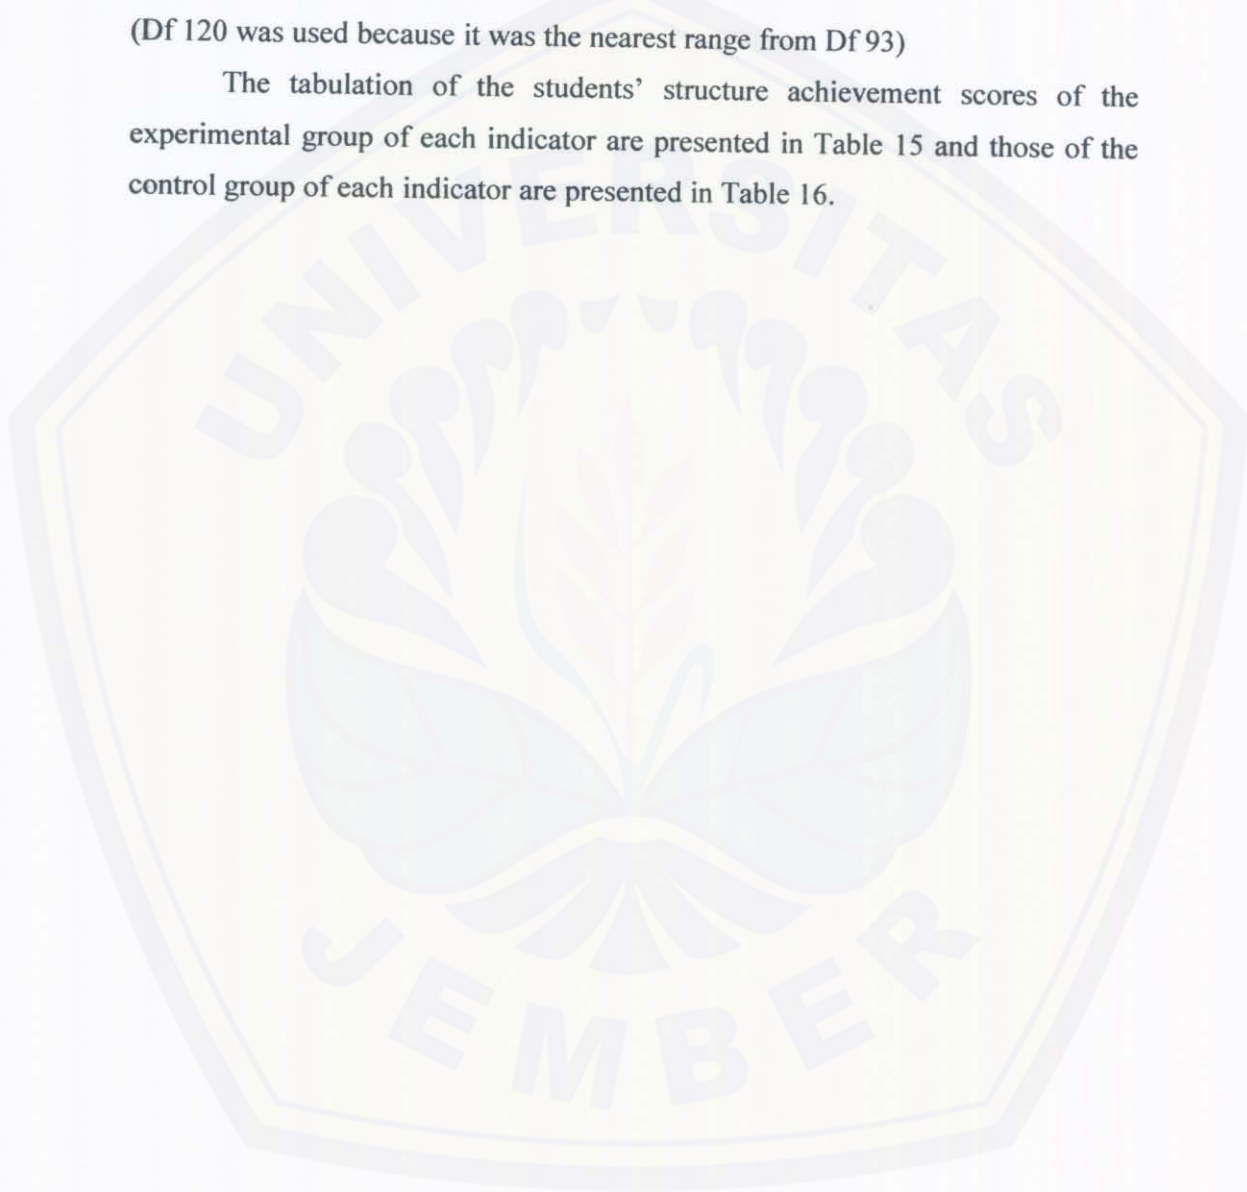 (Df 120 was used because it was the nearest range from Df 93)
The tabulation of the students' structure achievement scores of the
experimental group of each indicator are presented in Table 15 and those of the
control group of each indicator are presented in Table 16.
UNIVERSITAS
JEMBER